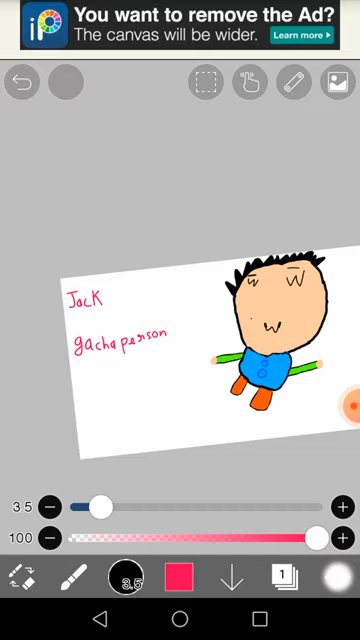 iP
You want to remove the Ad?
The canvas will be wider.
Learn more
Jack
gachaperson
3.5
100
3.5
1